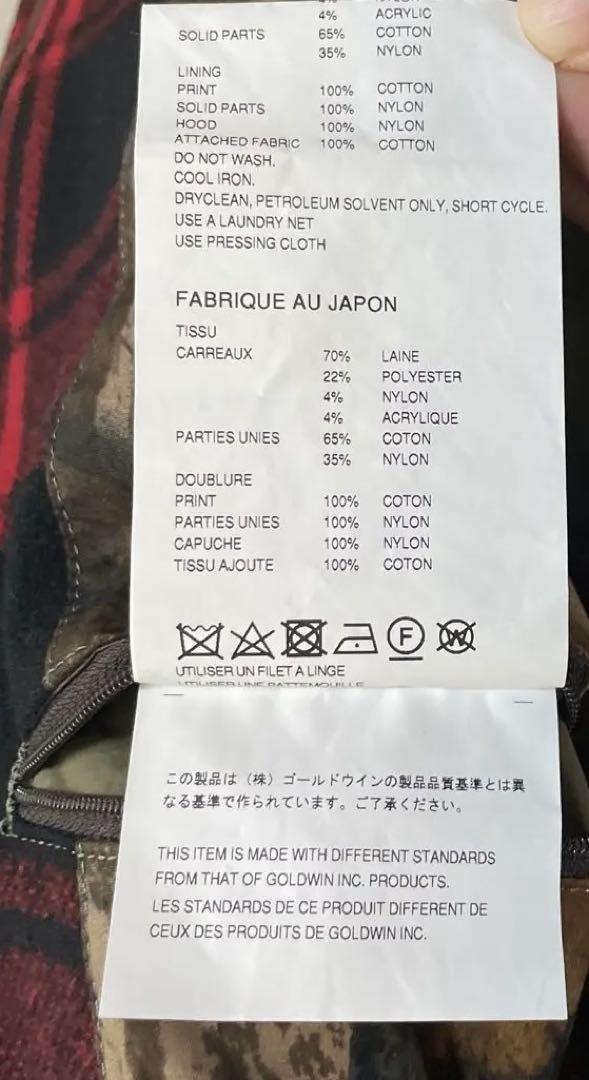 4% ACRYLIC
SOLID PARTS 65% COTTON
35% NYLON
LINING
PRINT 100% COTTON
SOLID PARTS 100% NYLON
HOOD 100% NYLON
ATTACHED FABRIC 100% COTTON
DO NOT WASH.
COOL IRON.
DRYCLEAN, PETROLEUM SOLVENT ONLY, SHORT CYCLE.
USE A LAUNDRY NET
USE PRESSING CLOTH
FABRIQUE AU JAPON
TISSU
CARREAUX 70% LAINE
22% POLYESTER
4% NYLON
4% ACRYLIQUE
PARTIES UNIES 65% COTON
35% NYLON
DOUBLURE
PRINT 100% COTON
PARTIES UNIES 100% NYLON
CAPUCHE 100% NYLON
TISSU AJOUTE 100% COTON
F W
UTILISER UN FILET A LINGE
UTILISER UNE PATTEMOUILLE
この製品は（株）ゴールドウインの製品品質基準とは異
なる基準で作られています。ご了承ください。
THIS ITEM IS MADE WITH DIFFERENT STANDARDS
FROM THAT OF GOLDWIN INC. PRODUCTS.
LES STANDARDS DE CE PRODUIT DIFFERENT DE
CEUX DES PRODUITS DE GOLDWIN INC.